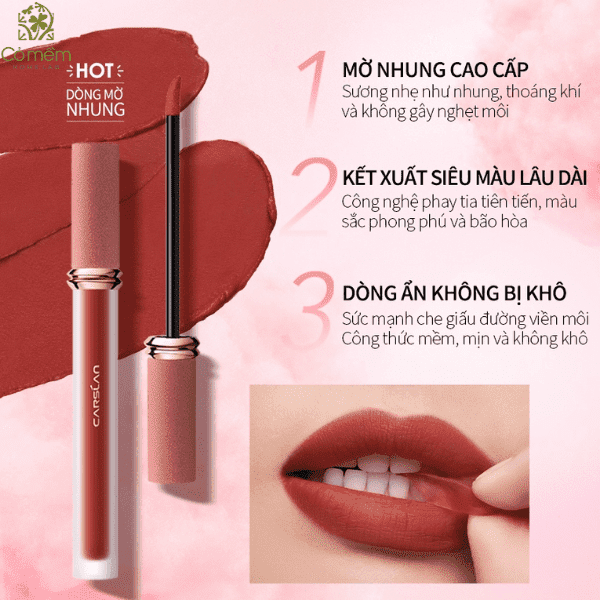 Cỏ mềm
• HOT •
DÒNG MỜ
NHUNG
CARSLAN
1
MỜ NHUNG CAO CẤP
Sương nhẹ như nhung, thoáng khí
và không gây nghẹt môi
2
KẾT XUẤT SIÊU MÀU LÂU DÀI
Công nghệ phay tia tiên tiến, màu
sắc phong phú và bão hòa
3
DÒNG ẨN KHÔNG BỊ KHÔ
Sức mạnh che giấu đường viền môi
Công thức mềm, mịn và không khô